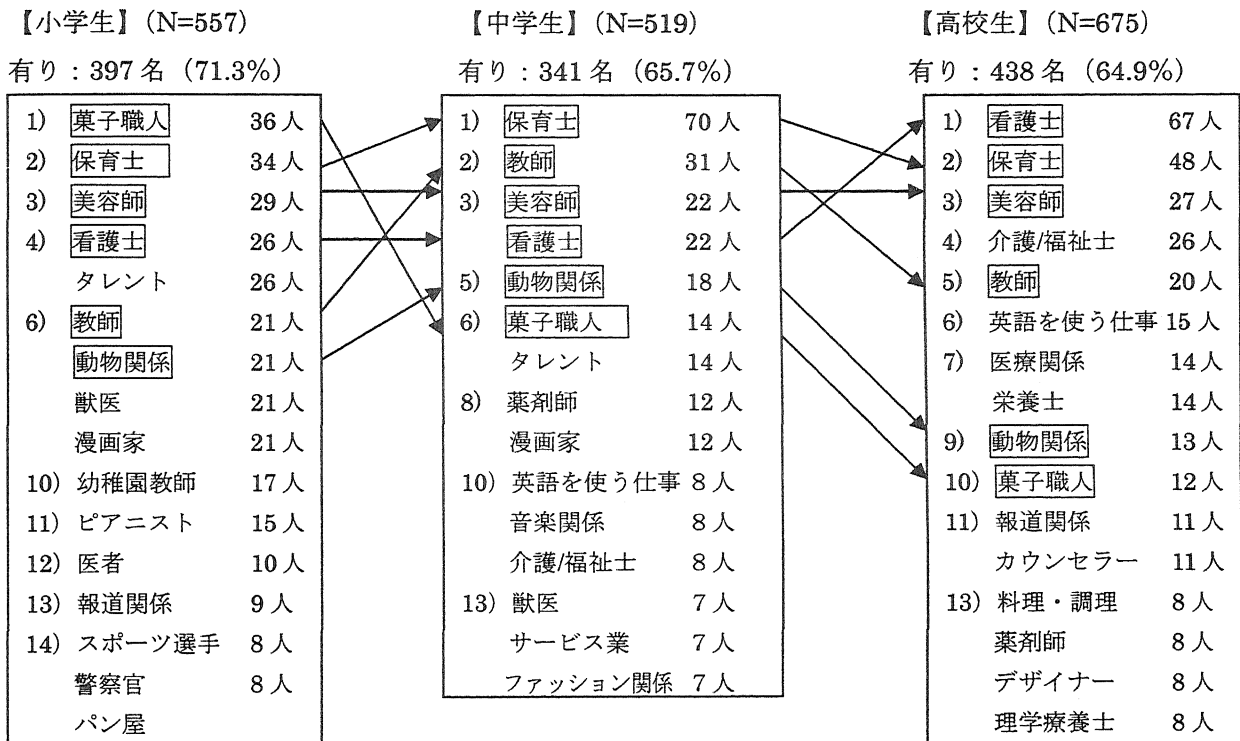 【小学生】(N=557)
有り：397名（71.3%）
1) 菓子職人 36人
2) 保育士 34人
3) 美容師 29人
4) 看護士 26人
タレント 26人
6) 教師 21人
動物関係 21人
獣医 21人
漫画家 21人
10) 幼稚園教師 17人
11) ピアニスト 15人
12) 医者 10人
13) 報道関係 9人
14) スポーツ選手 8人
警察官 8人
パン屋
【中学生】(N=519)
有り：341名（65.7%）
1) 保育士 70人
2) 教師 31人
3) 美容師 22人
看護士 22人
5) 動物関係 18人
6) 菓子職人 14人
タレント 14人
8) 薬剤師 12人
漫画家 12人
10) 英語を使う仕事 8人
音楽関係 8人
介護/福祉士 8人
13) 獣医 7人
サービス業 7人
ファッション関係 7人
【高校生】(N=675)
有り：438名（64.9%）
1) 看護士 67人
2) 保育士 48人
3) 美容師 27人
4) 介護/福祉士 26人
5) 教師 20人
6) 英語を使う仕事 15人
7) 医療関係 14人
栄養士 14人
9) 動物関係 13人
10) 菓子職人 12人
11) 報道関係 11人
カウンセラー 11人
13) 料理・調理 8人
薬剤師 8人
デザイナー 8人
理学療養士 8人